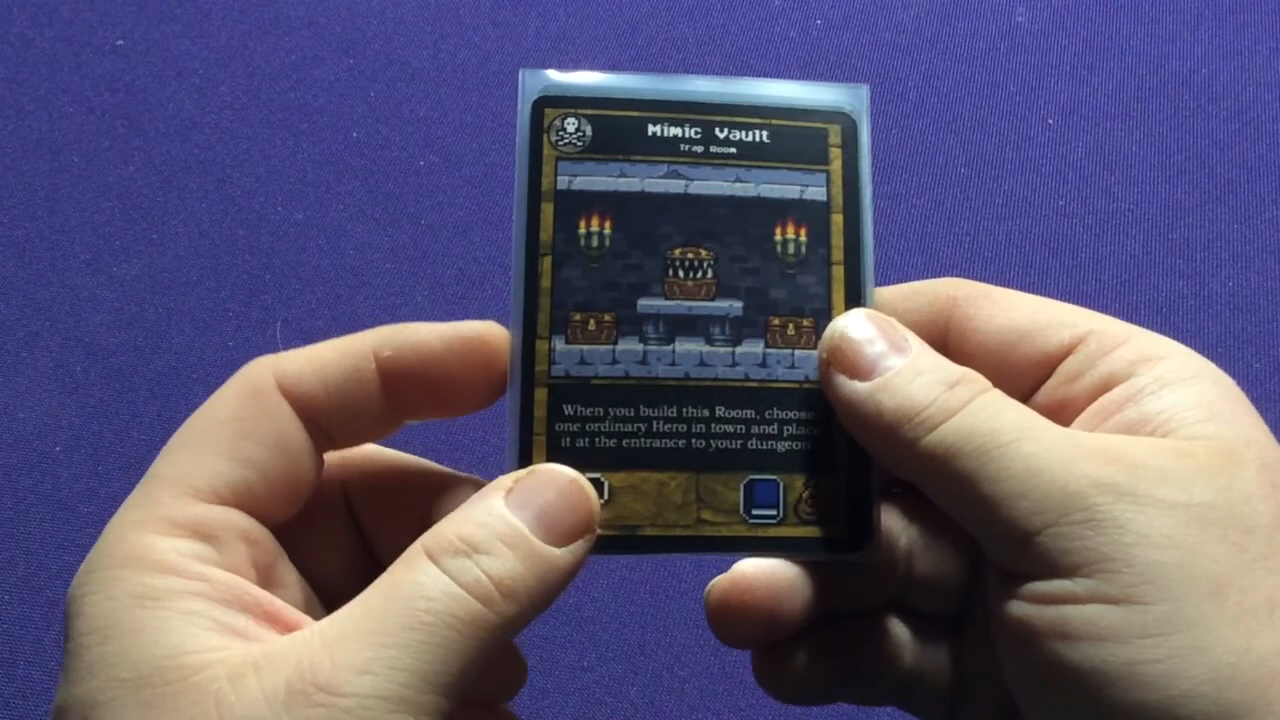 Mimic Vault
Trap Room
When you build this Room, choose
one ordinary Hero in town and place
it at the entrance to your dungeon